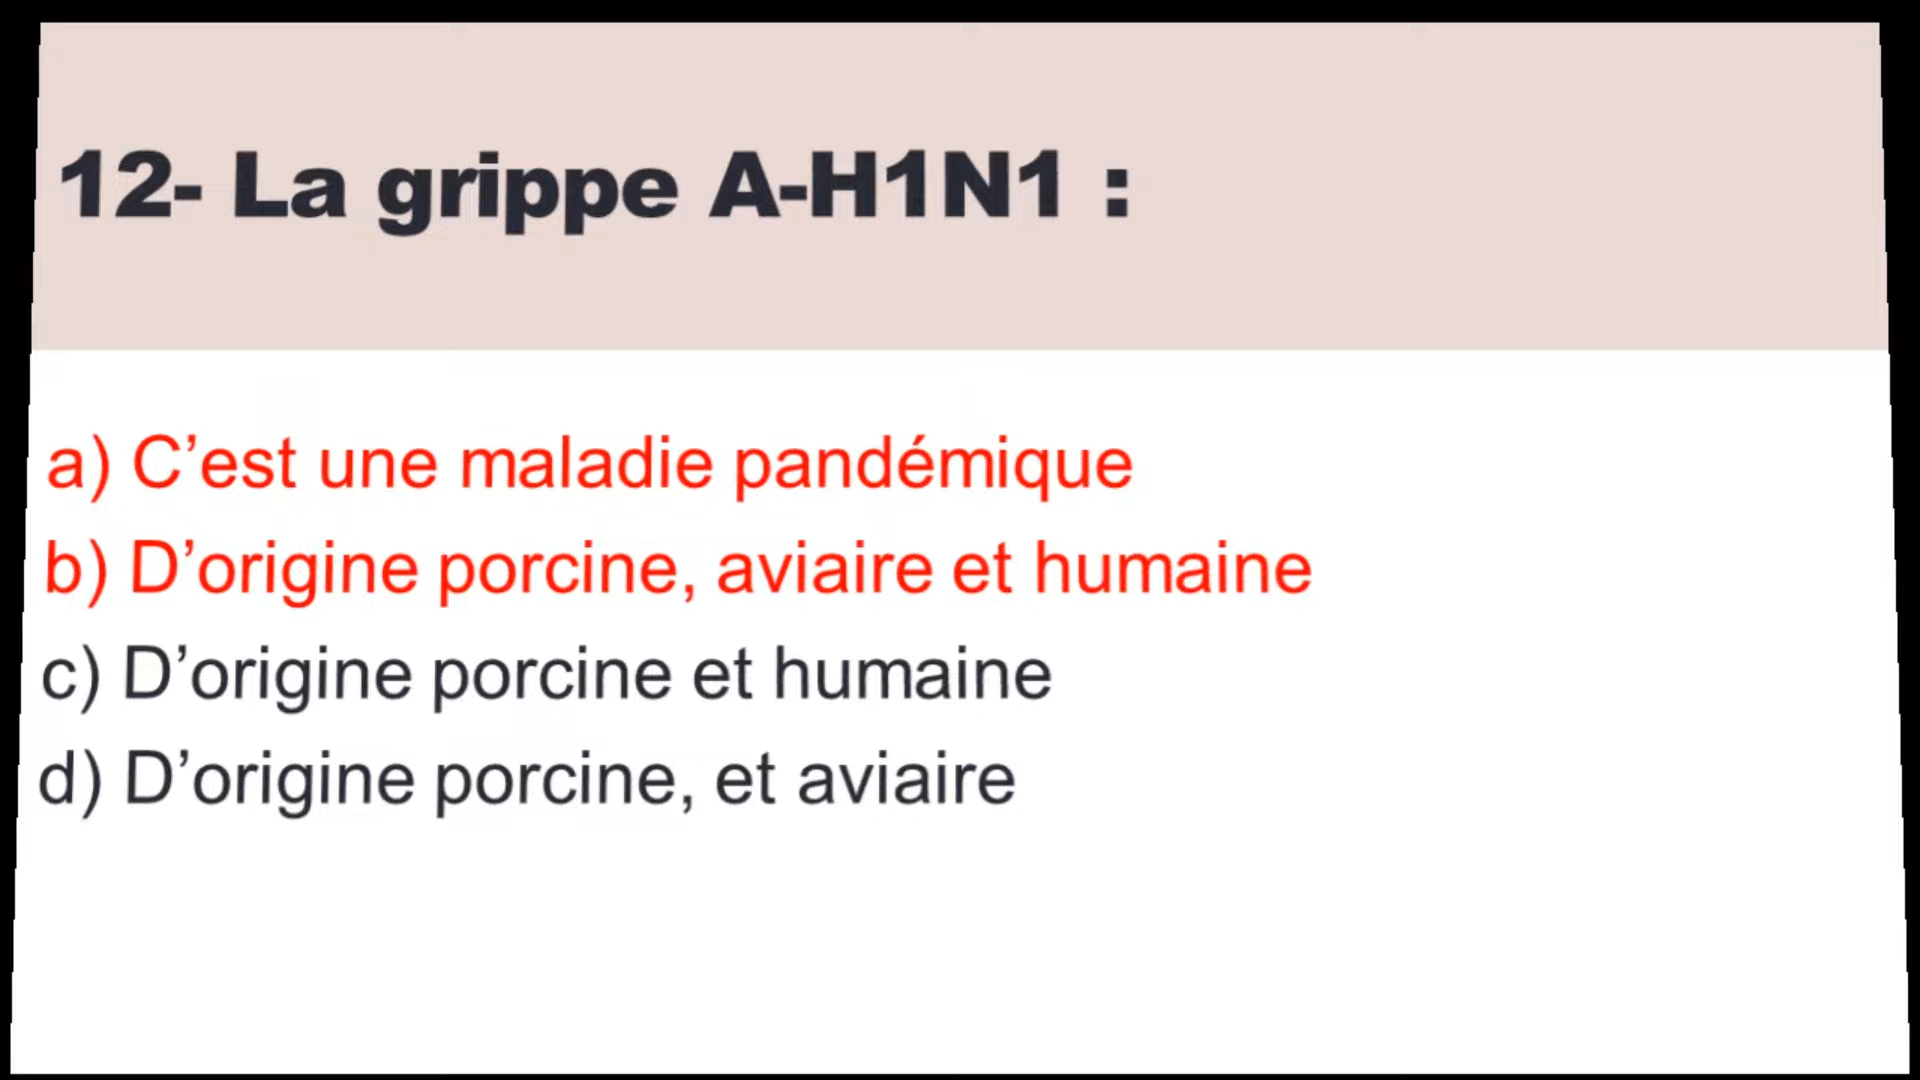 12- La grippe A-H1N1 :
a) C’est une maladie pandémique
b) D’origine porcine, aviaire et humaine
c) D’origine porcine et humaine
d) D’origine porcine, et aviaire